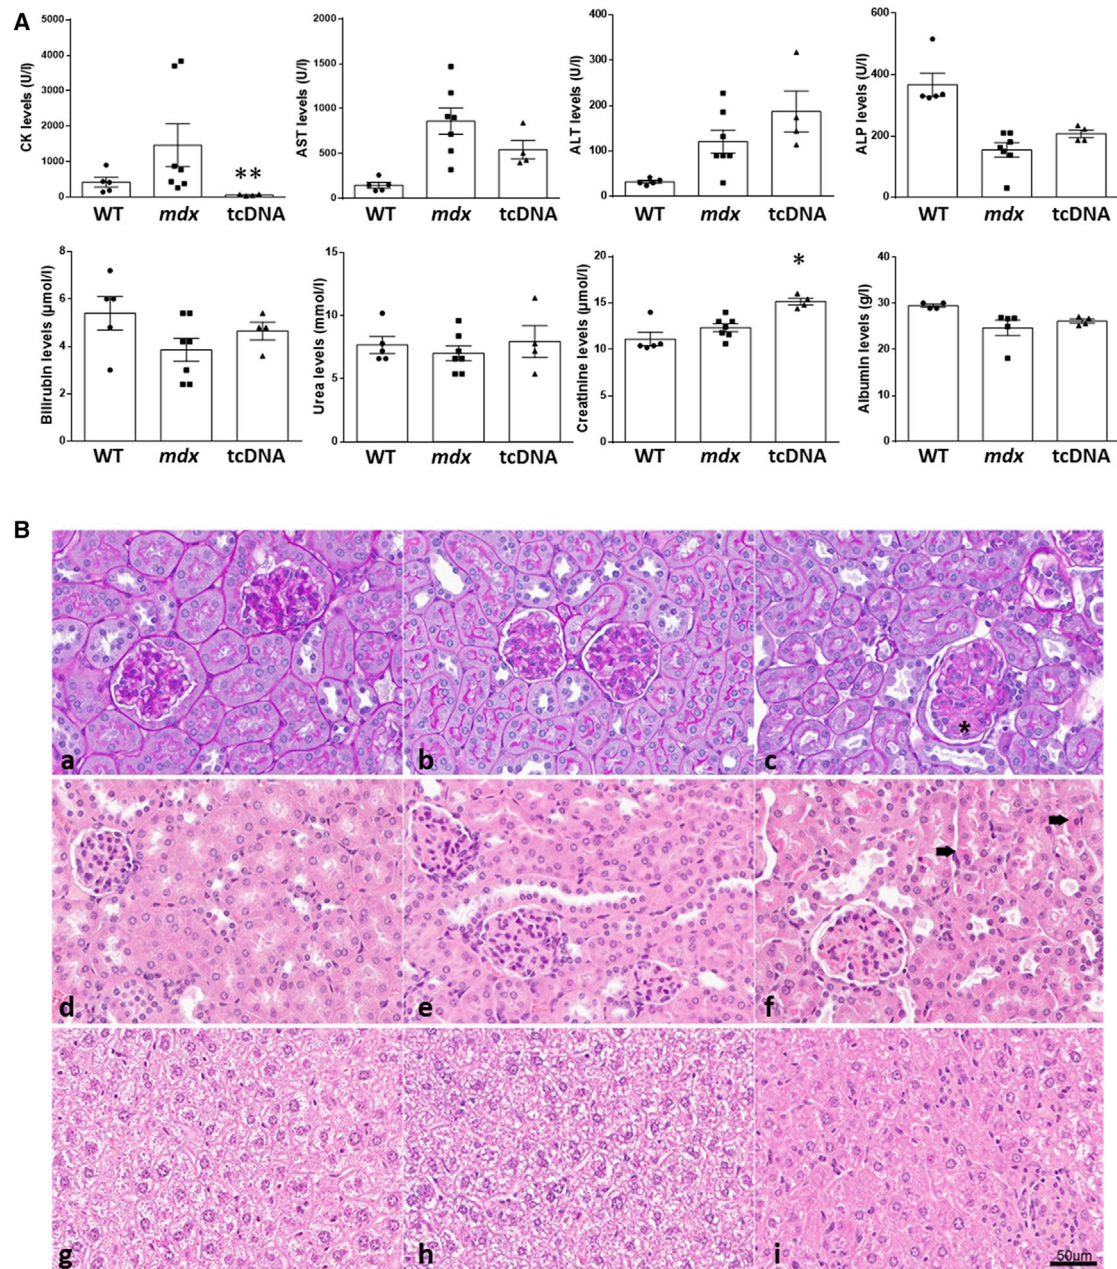 A
CK levels (U/l)
5000
4000
3000
2000
1000
0
**
WT mdx tcDNA
AST levels (U/l)
2000
1500
1000
500
0
WT mdx tcDNA
ALT levels (U/l)
400
300
200
100
0
WT mdx tcDNA
ALP levels (U/l)
600
400
200
0
WT mdx tcDNA
Bilirubin levels (µmol/l)
8
6
4
2
0
WT mdx tcDNA
Urea levels (mmol/l)
15
10
5
0
WT mdx tcDNA
Creatinine levels (µmol/l)
20
15
10
5
0
*
WT mdx tcDNA
Albumin levels (g/l)
40
30
20
10
0
WT mdx tcDNA
B
a b c
*
d e f
g h i
50µm